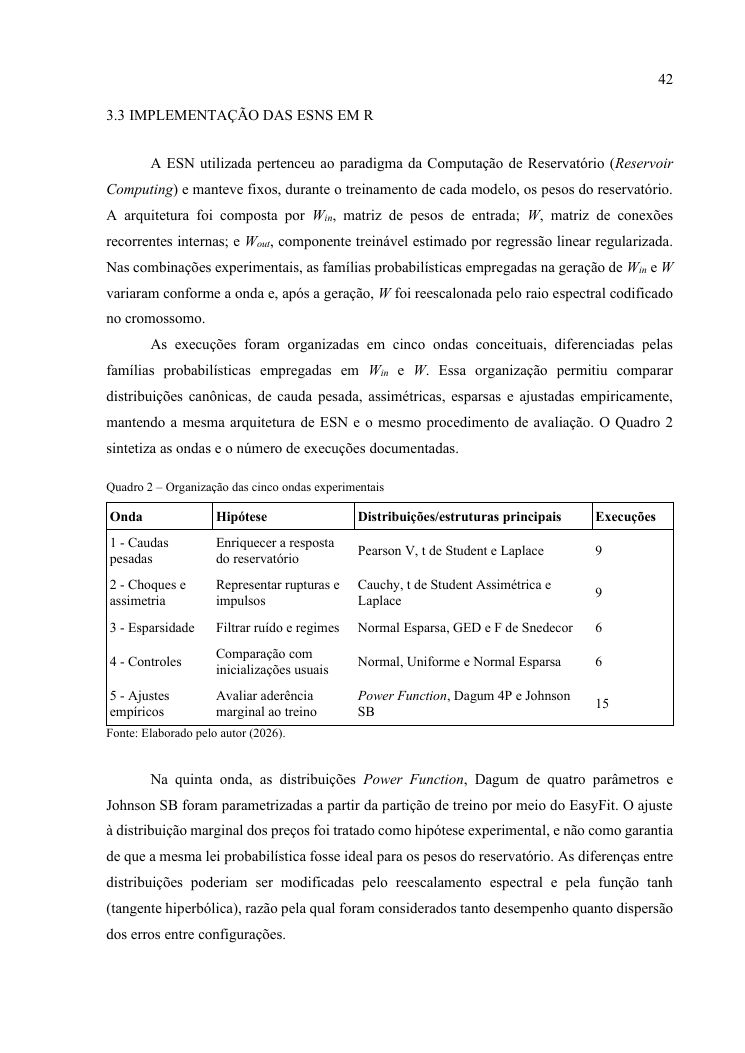 42
3.3 IMPLEMENTAÇÃO DAS ESNS EM R
A ESN utilizada pertenceu ao paradigma da Computação de Reservatório (Reservoir
Computing) e manteve fixos, durante o treinamento de cada modelo, os pesos do reservatório.
A arquitetura foi composta por Win, matriz de pesos de entrada; W, matriz de conexões
recorrentes internas; e Wout, componente treinável estimado por regressão linear regularizada.
Nas combinações experimentais, as famílias probabilísticas empregadas na geração de Win e W
variaram conforme a onda e, após a geração, W foi reescalonada pelo raio espectral codificado
no cromossomo.
As execuções foram organizadas em cinco ondas conceituais, diferenciadas pelas
famílias probabilísticas empregadas em Win e W. Essa organização permitiu comparar
distribuições canônicas, de cauda pesada, assimétricas, esparsas e ajustadas empiricamente,
mantendo a mesma arquitetura de ESN e o mesmo procedimento de avaliação. O Quadro 2
sintetiza as ondas e o número de execuções documentadas.
Quadro 2 – Organização das cinco ondas experimentais
Onda Hipótese Distribuições/estruturas principais Execuções
1 - Caudas
pesadas
Enriquecer a resposta
do reservatório
Pearson V, t de Student e Laplace
9
2 - Choques e
assimetria
Representar rupturas e
impulsos
Cauchy, t de Student Assimétrica e
Laplace
9
3 - Esparsidade Filtrar ruído e regimes Normal Esparsa, GED e F de Snedecor 6
4 - Controles
Comparação com
inicializações usuais
Normal, Uniforme e Normal Esparsa
6
5 - Ajustes
empíricos
Avaliar aderência
marginal ao treino
Power Function, Dagum 4P e Johnson
SB
15
Fonte: Elaborado pelo autor (2026).
Na quinta onda, as distribuições Power Function, Dagum de quatro parâmetros e
Johnson SB foram parametrizadas a partir da partição de treino por meio do EasyFit. O ajuste
à distribuição marginal dos preços foi tratado como hipótese experimental, e não como garantia
de que a mesma lei probabilística fosse ideal para os pesos do reservatório. As diferenças entre
distribuições poderiam ser modificadas pelo reescalamento espectral e pela função tanh
(tangente hiperbólica), razão pela qual foram considerados tanto desempenho quanto dispersão
dos erros entre configurações.